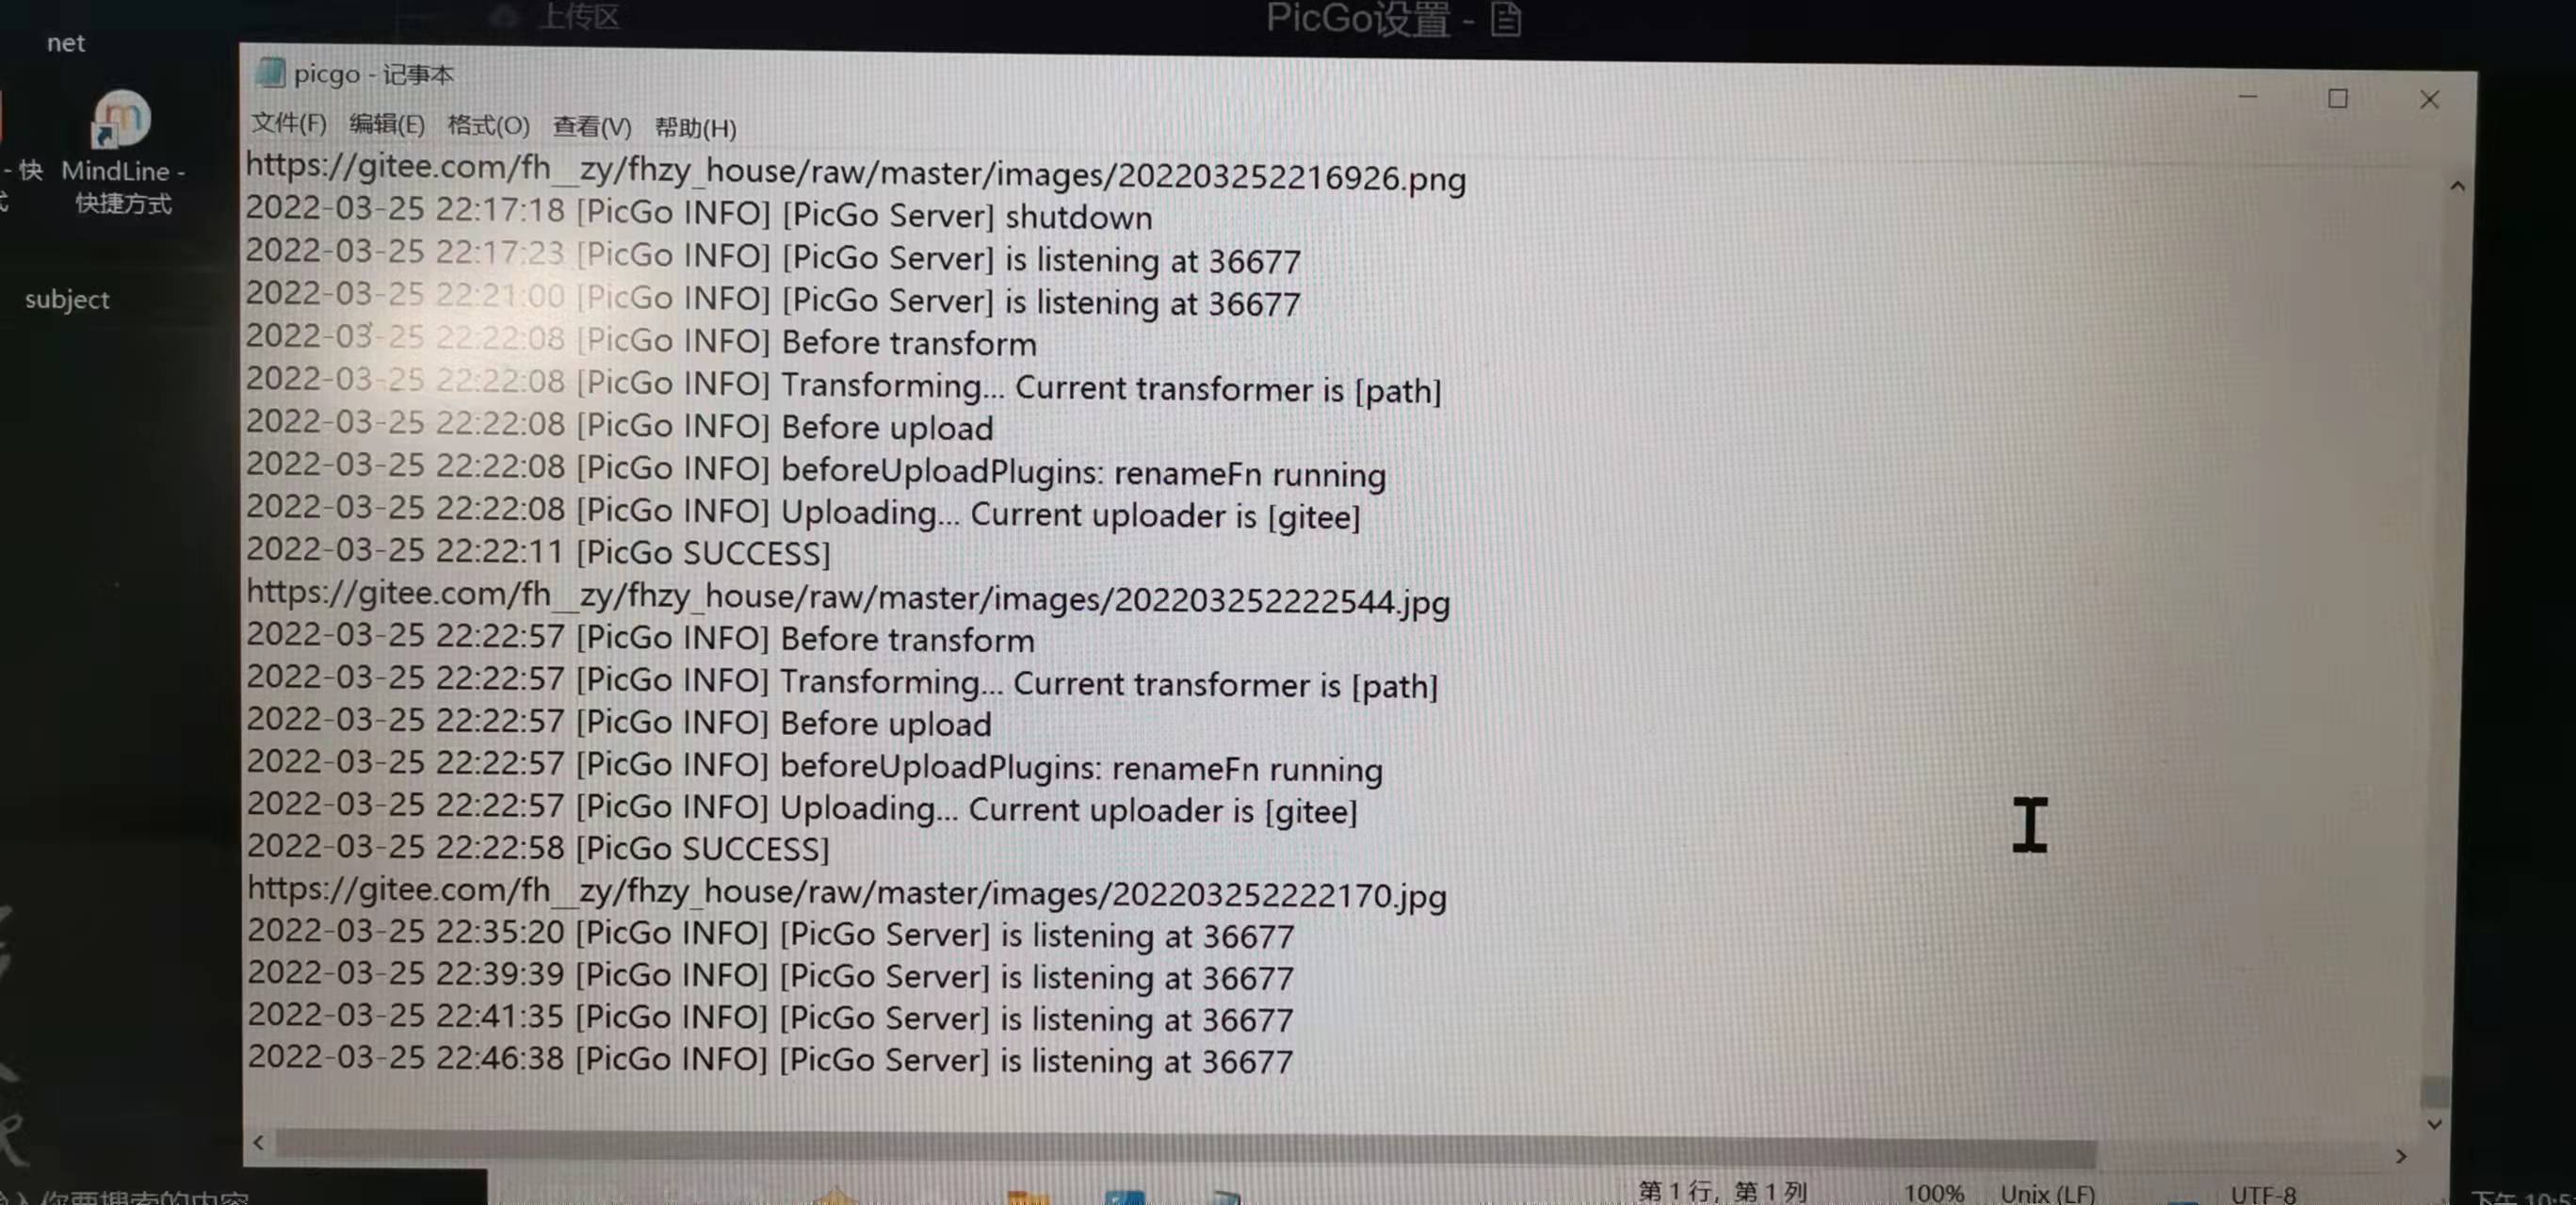 上传区
PicGo设置 -
net
picgo - 记事本
文件(F) 编辑(E) 格式(O) 查看(V) 帮助(H)
- 快
MindLine -
快捷方式
subject
https://gitee.com/fh__zy/fhzy_house/raw/master/images/202203252216926.png
2022-03-25 22:17:18 [PicGo INFO] [PicGo Server] shutdown
2022-03-25 22:17:23 [PicGo INFO] [PicGo Server] is listening at 36677
2022-03-25 22:21:00 [PicGo INFO] [PicGo Server] is listening at 36677
2022-03-25 22:22:08 [PicGo INFO] Before transform
2022-03-25 22:22:08 [PicGo INFO] Transforming... Current transformer is [path]
2022-03-25 22:22:08 [PicGo INFO] Before upload
2022-03-25 22:22:08 [PicGo INFO] beforeUploadPlugins: renameFn running
2022-03-25 22:22:08 [PicGo INFO] Uploading... Current uploader is [gitee]
2022-03-25 22:22:11 [PicGo SUCCESS]
https://gitee.com/fh__zy/fhzy_house/raw/master/images/202203252222544.jpg
2022-03-25 22:22:57 [PicGo INFO] Before transform
2022-03-25 22:22:57 [PicGo INFO] Transforming... Current transformer is [path]
2022-03-25 22:22:57 [PicGo INFO] Before upload
2022-03-25 22:22:57 [PicGo INFO] beforeUploadPlugins: renameFn running
2022-03-25 22:22:57 [PicGo INFO] Uploading... Current uploader is [gitee]
2022-03-25 22:22:58 [PicGo SUCCESS]
https://gitee.com/fh__zy/fhzy_house/raw/master/images/202203252222170.jpg
2022-03-25 22:35:20 [PicGo INFO] [PicGo Server] is listening at 36677
2022-03-25 22:39:39 [PicGo INFO] [PicGo Server] is listening at 36677
2022-03-25 22:41:35 [PicGo INFO] [PicGo Server] is listening at 36677
2022-03-25 22:46:38 [PicGo INFO] [PicGo Server] is listening at 36677
第 1 行, 第 1 列 100% Unix (LF) UTF-8
入你要搜索的内容
下午 10:5